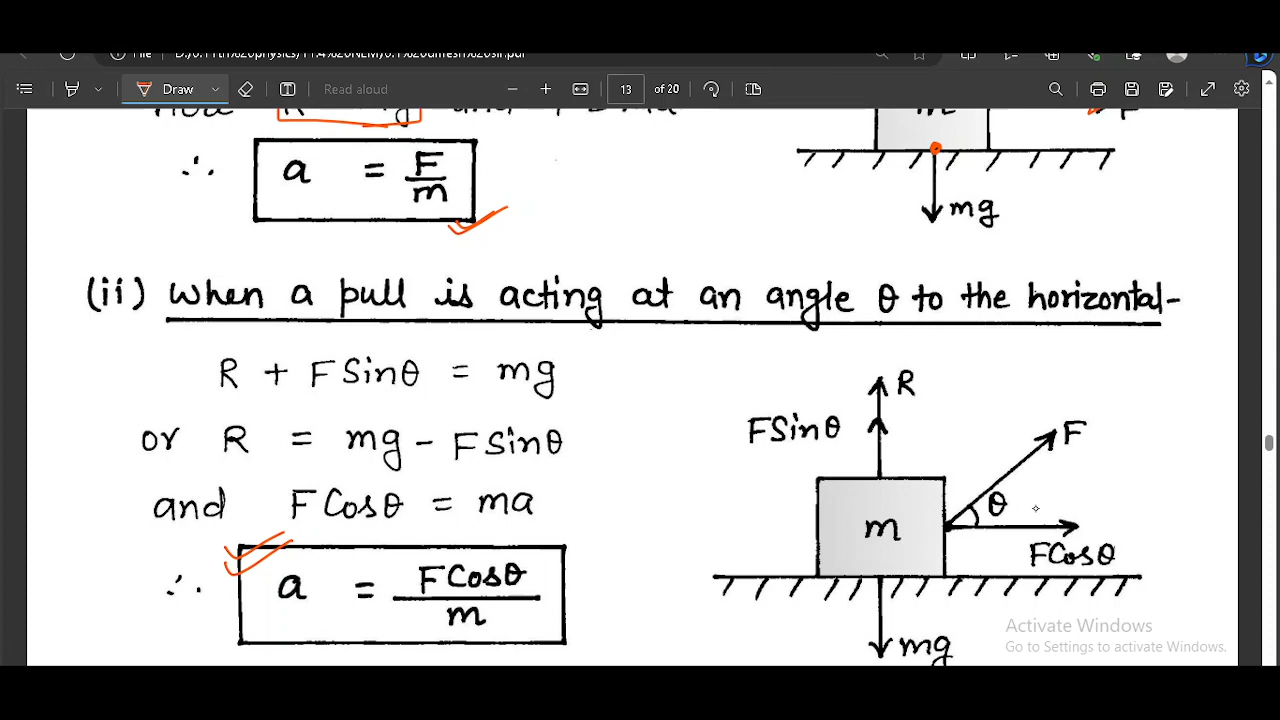 File
Draw
Read aloud
13 of 20
∴ a = F/m
m
mg
(ii) When a pull is acting at an angle θ to the horizontal-
R + FSinθ = mg
or R = mg - FSinθ
and FCosθ = ma
∴ a = FCosθ/m
R
FSinθ
F
θ
m
FCosθ
mg
Activate Windows
Go to Settings to activate Windows.